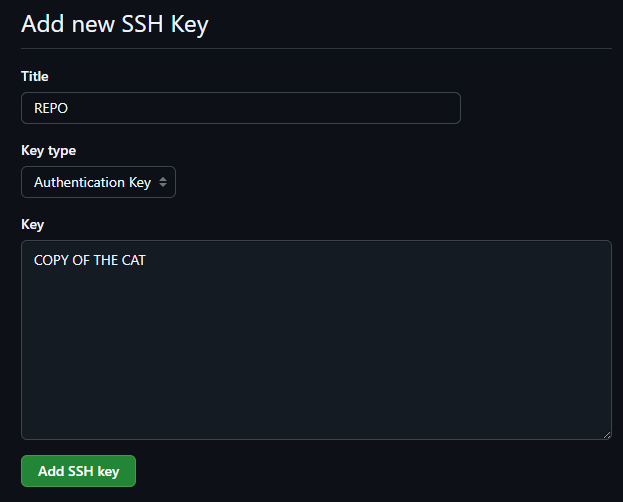 Add new SSH Key
Title
REPO
Key type
Authentication Key
Key
COPY OF THE CAT
Add SSH key